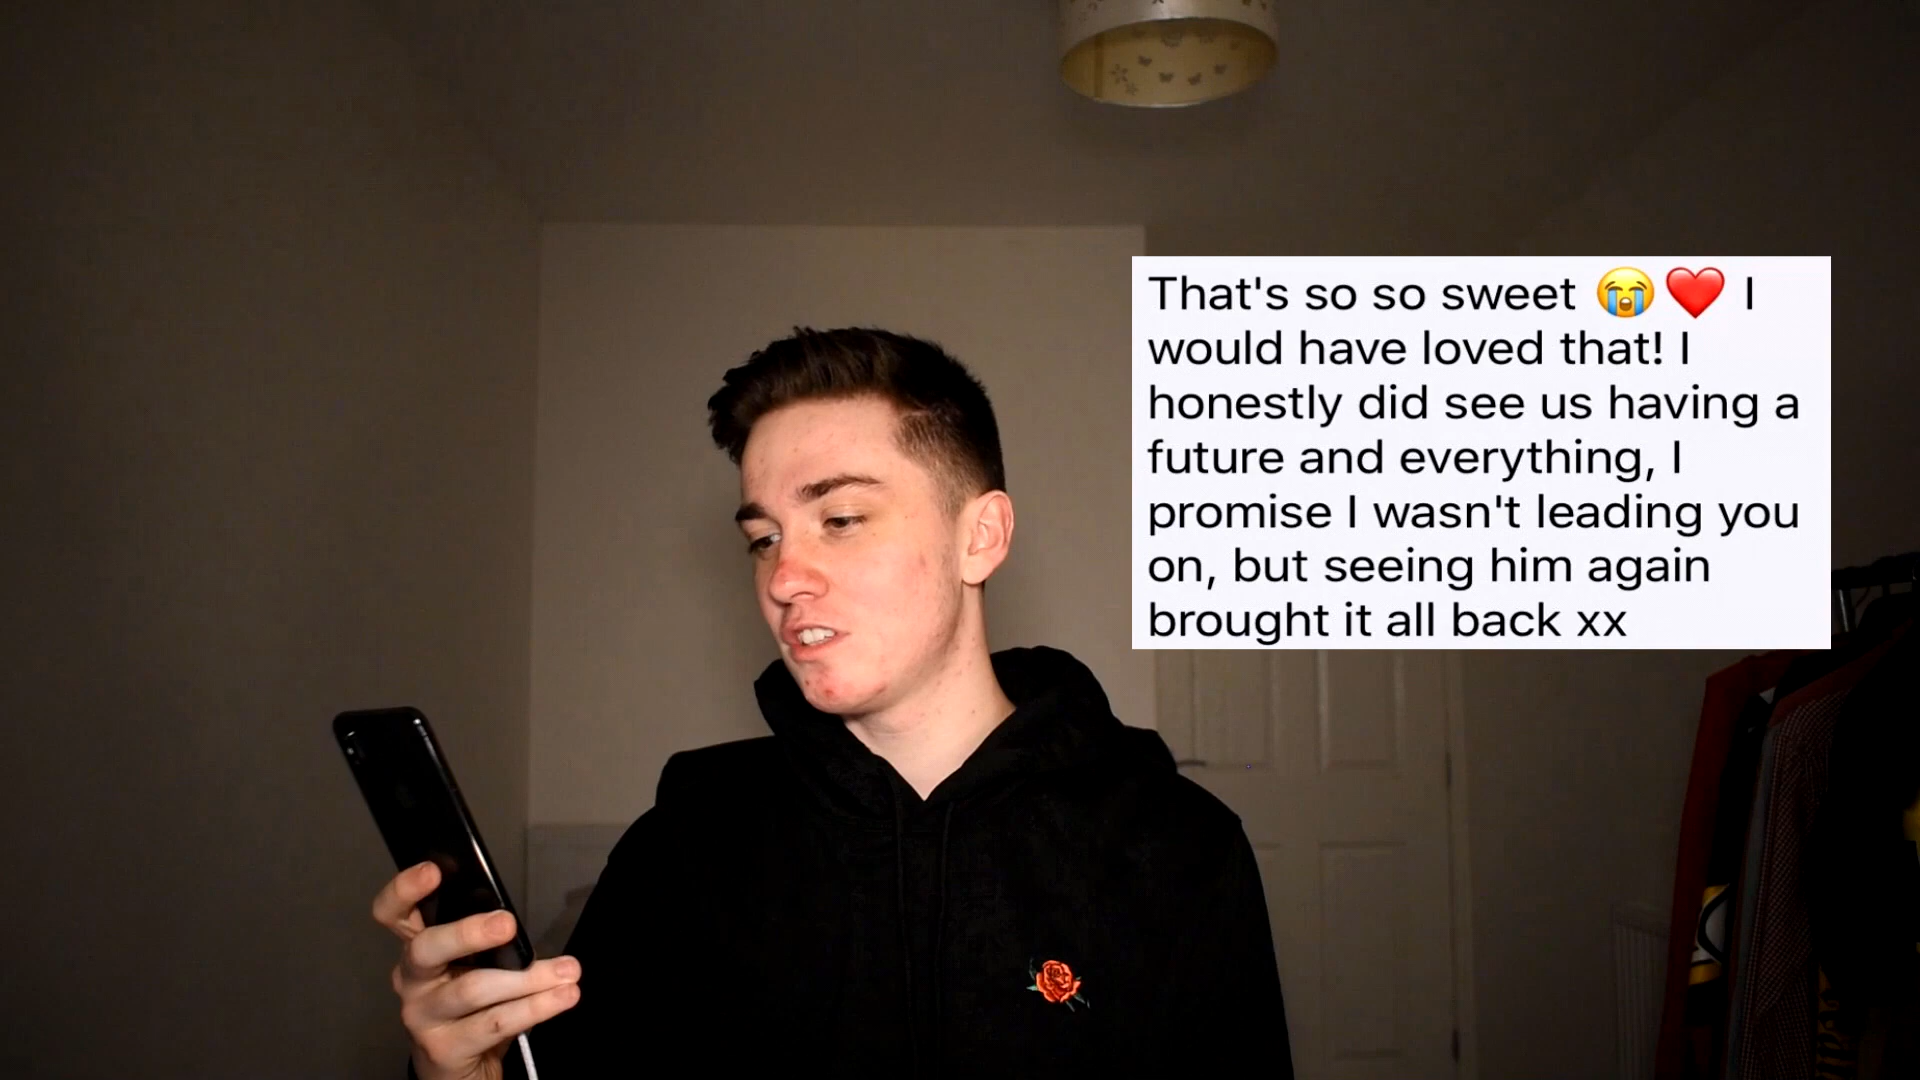 That's so so sweet 😭❤️ I
would have loved that! I
honestly did see us having a
future and everything, I
promise I wasn't leading you
on, but seeing him again
brought it all back xx